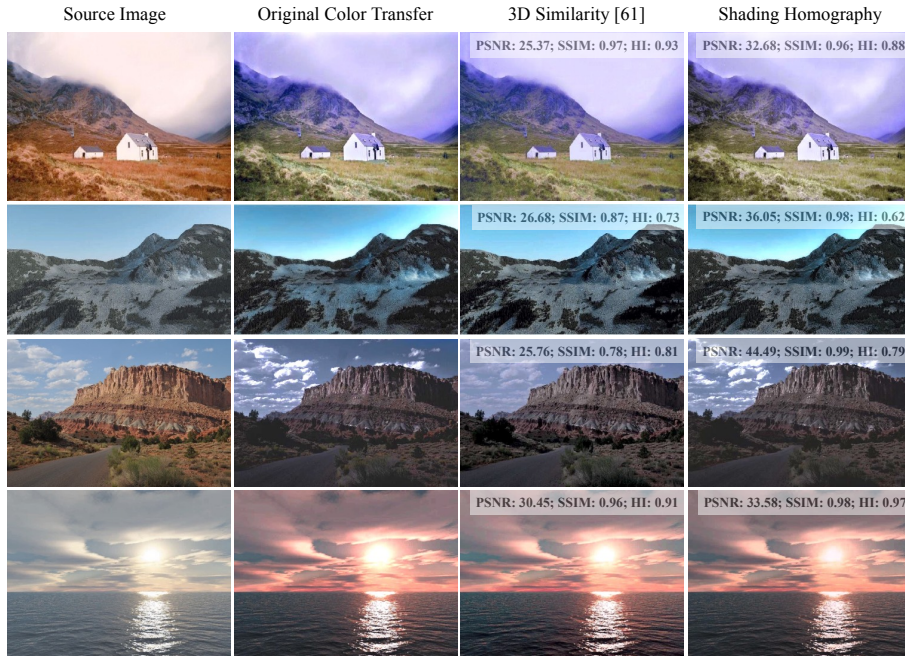 Source Image
Original Color Transfer
3D Similarity [61]
Shading Homography
PSNR: 25.37; SSIM: 0.97; HI: 0.93
PSNR: 32.68; SSIM: 0.96; HI: 0.88
PSNR: 26.68; SSIM: 0.87; HI: 0.73
PSNR: 36.05; SSIM: 0.98; HI: 0.62
PSNR: 25.76; SSIM: 0.78; HI: 0.81
PSNR: 44.49; SSIM: 0.99; HI: 0.79
PSNR: 30.45; SSIM: 0.96; HI: 0.91
PSNR: 33.58; SSIM: 0.98; HI: 0.97